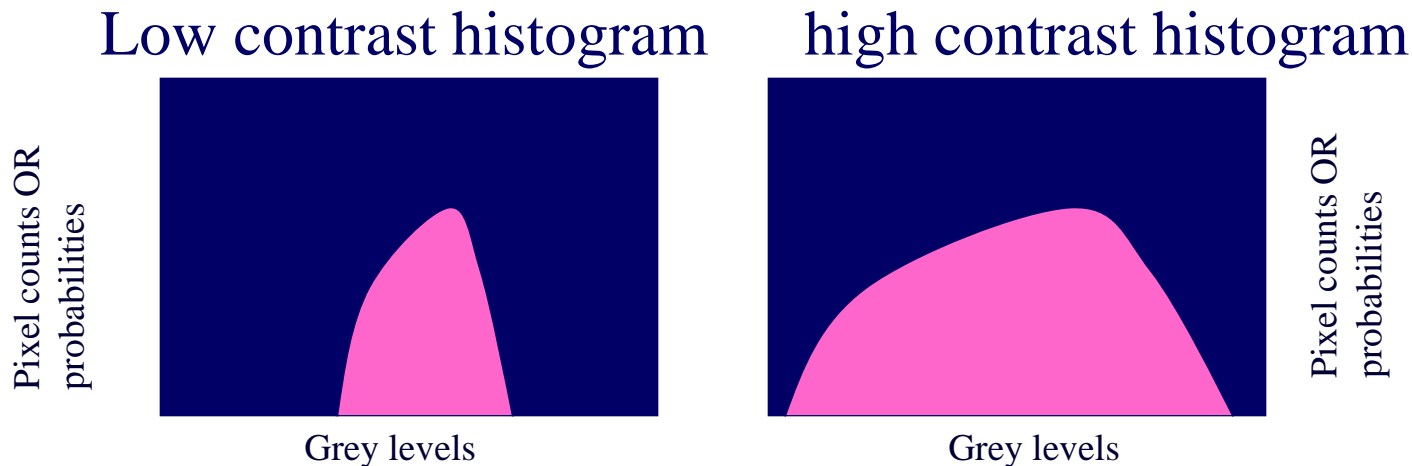 Low contrast histogram
high contrast histogram
Pixel counts OR
probabilities
Pixel counts OR
probabilities
Grey levels
Grey levels